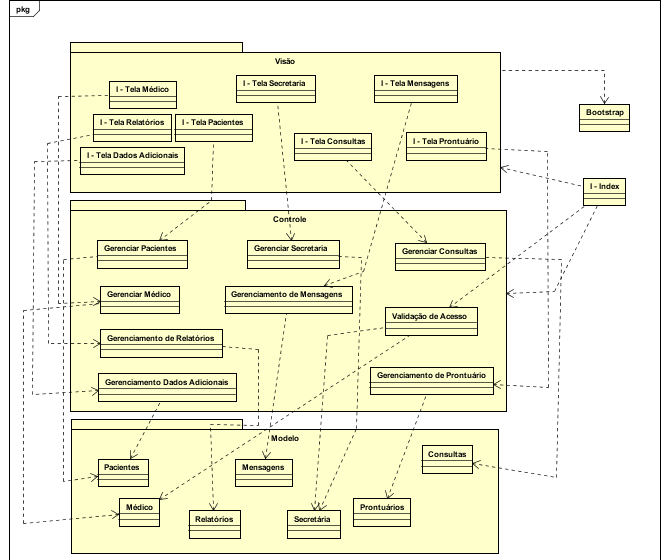 pkg
Visão
I - Tela Médico
I - Tela Secretaria
I - Tela Mensagens
Bootstrap
I - Tela Relatórios
I - Tela Pacientes
I - Tela Consultas
I - Tela Prontuário
I - Tela Dados Adicionais
I - Index
Controle
Gerenciar Pacientes
Gerenciar Secretaria
Gerenciar Consultas
Gerenciar Médico
Gerenciamento de Mensagens
Validação de Acesso
Gerenciamento de Relatórios
Gerenciamento Dados Adicionais
Gerenciamento de Prontuário
Modelo
Pacientes
Mensagens
Consultas
Médico
Relatórios
Secretária
Prontuários